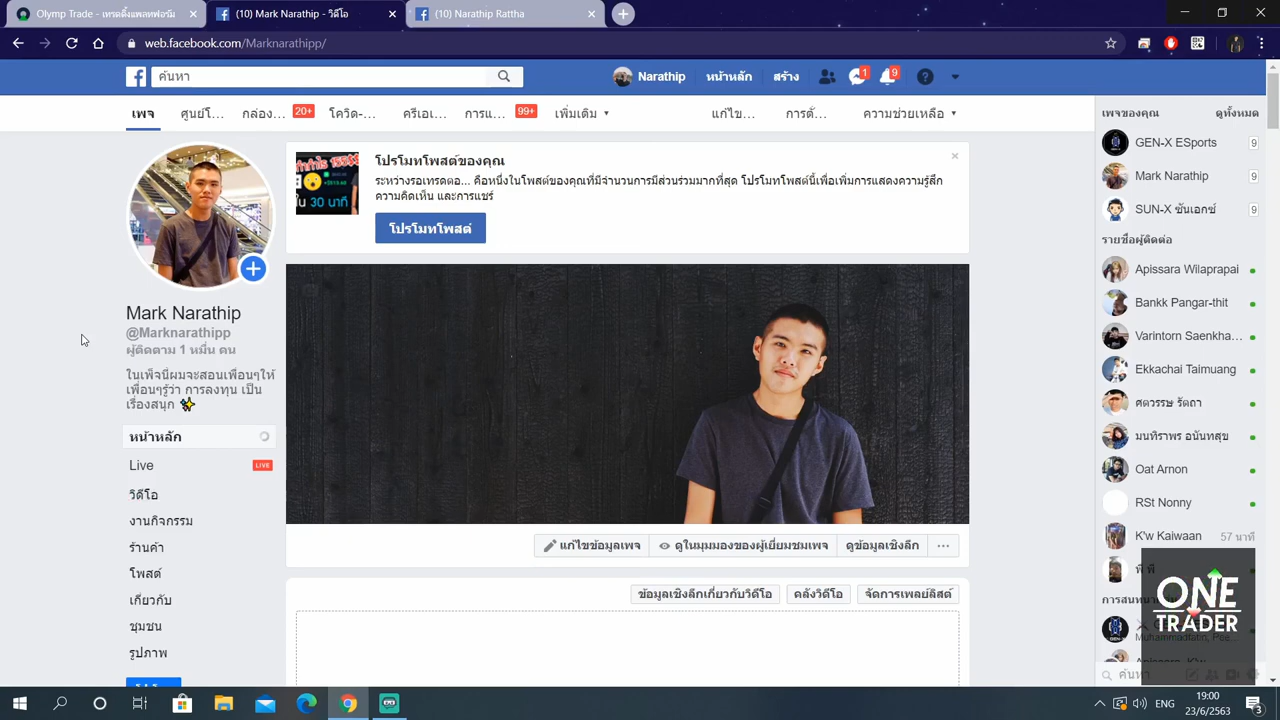 Olymp Trade - เทรดดิ้งแพลทฟอร์ม
(10) Mark Narathip - วิดีโอ
(10) Narathip Rattha
web.facebook.com/Marknarathipp/
ค้นหา
Narathip
หน้าหลัก
สร้าง
1
9
เพจ
ศูนย์โ...
กล่อง...
20+
โควิด-...
ครีเอเ...
การแ...
99+
เพิ่มเติม
แก้ไข...
การตั้...
ความช่วยเหลือ
โปรโมทโพสต์ของคุณ
ระหว่างรอเทรดต่อ... คือหนึ่งในโพสต์ของคุณที่มีจำนวนการมีส่วนร่วมมากที่สุด โปรโมทโพสต์นี้เพื่อเพิ่มการแสดงความรู้สึก
ความคิดเห็น และการแชร์
โปรโมทโพสต์
ทำกำไร 155$
ใน 30 นาที
Mark Narathip
@Marknarathipp
ผู้ติดตาม 1 หมื่น คน
ในเพ็จนี้ผมจะสอนเพื่อนๆให้
เพื่อนๆรู้ว่า การลงทุน เป็น
เรื่องสนุก
หน้าหลัก
Live
LIVE
วิดีโอ
งานกิจกรรม
ร้านค้า
โพสต์
เกี่ยวกับ
ชุมชน
รูปภาพ
แก้ไขข้อมูลเพจ
ดูในมุมมองของผู้เยี่ยมชมเพจ
ดูข้อมูลเชิงลึก
ข้อมูลเชิงลึกเกี่ยวกับวิดีโอ
คลังวิดีโอ
จัดการเพลย์ลิสต์
เพจของคุณ
ดูทั้งหมด
GEN-X ESports
9
Mark Narathip
9
SUN-X ซันเอกซ์
9
รายชื่อผู้ติดต่อ
Apissara Wilaprapai
Bankk Pangar-thit
Varintorn Saenkha...
Ekkachai Taimuang
ศตวรรษ รัตถา
มนทิราพร อนันทสุข
Oat Arnon
RSt Nonny
K'w Kaiwaan
57 นาที
ONE
TRADER
ค้นหา
ENG
19:00
23/6/2563
3